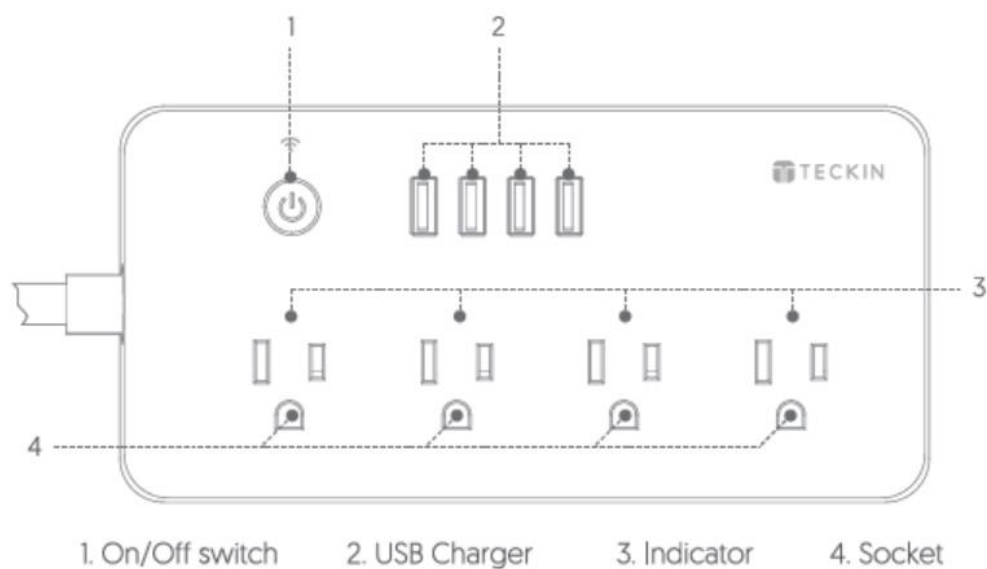 1 2
TECKIN
3
4
1. On/Off switch 2. USB Charger 3. Indicator 4. Socket